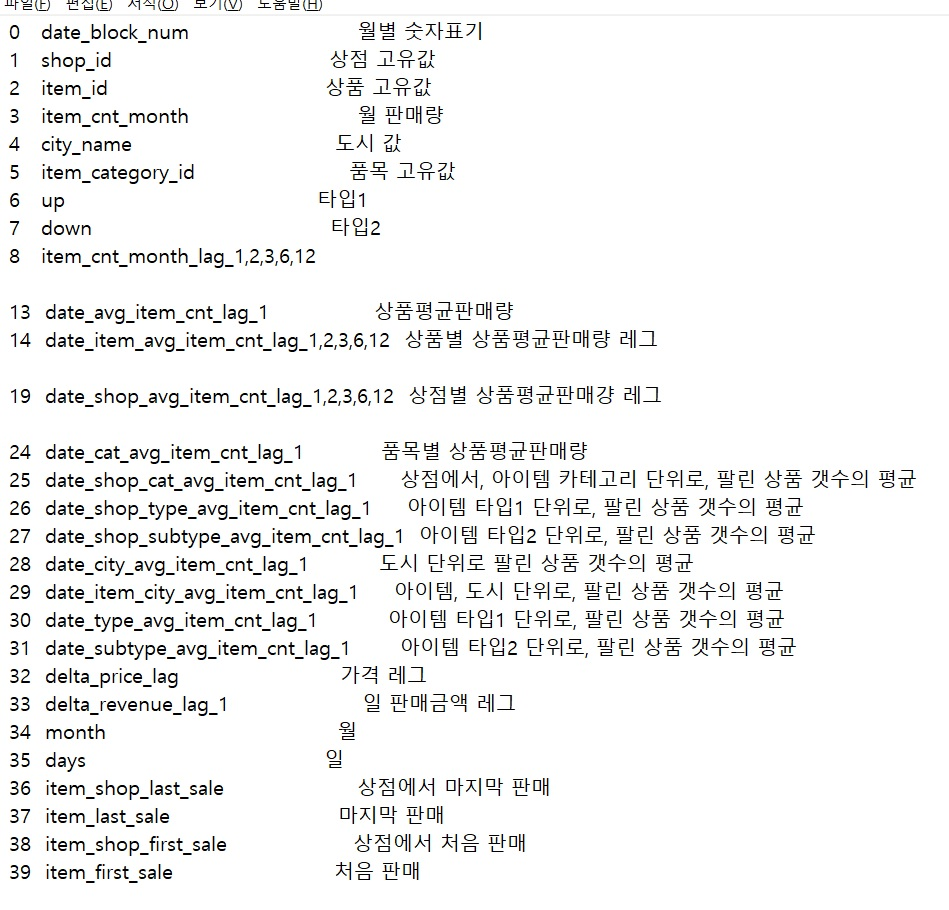 파일(F) 편집(E) 서식(O) 보기(V) 도움말(H)
0 date_block_num 월별 숫자표기
1 shop_id 상점 고유값
2 item_id 상품 고유값
3 item_cnt_month 월 판매량
4 city_name 도시 값
5 item_category_id 품목 고유값
6 up 타입1
7 down 타입2
8 item_cnt_month_lag_1,2,3,6,12
13 date_avg_item_cnt_lag_1 상품평균판매량
14 date_item_avg_item_cnt_lag_1,2,3,6,12 상품별 상품평균판매량 레그
19 date_shop_avg_item_cnt_lag_1,2,3,6,12 상점별 상품평균판매걍 레그
24 date_cat_avg_item_cnt_lag_1 품목별 상품평균판매량
25 date_shop_cat_avg_item_cnt_lag_1 상점에서, 아이템 카테고리 단위로, 팔린 상품 갯수의 평균
26 date_shop_type_avg_item_cnt_lag_1 아이템 타입1 단위로, 팔린 상품 갯수의 평균
27 date_shop_subtype_avg_item_cnt_lag_1 아이템 타입2 단위로, 팔린 상품 갯수의 평균
28 date_city_avg_item_cnt_lag_1 도시 단위로 팔린 상품 갯수의 평균
29 date_item_city_avg_item_cnt_lag_1 아이템, 도시 단위로, 팔린 상품 갯수의 평균
30 date_type_avg_item_cnt_lag_1 아이템 타입1 단위로, 팔린 상품 갯수의 평균
31 date_subtype_avg_item_cnt_lag_1 아이템 타입2 단위로, 팔린 상품 갯수의 평균
32 delta_price_lag 가격 레그
33 delta_revenue_lag_1 일 판매금액 레그
34 month 월
35 days 일
36 item_shop_last_sale 상점에서 마지막 판매
37 item_last_sale 마지막 판매
38 item_shop_first_sale 상점에서 처음 판매
39 item_first_sale 처음 판매